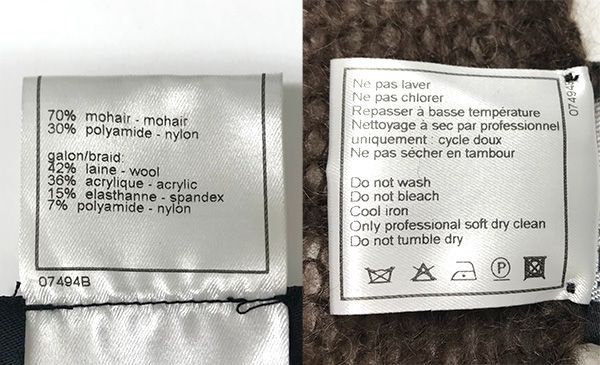 70% mohair - mohair
30% polyamide - nylon
galon/braid:
42% laine - wool
36% acrylique - acrylic
15% elasthanne - spandex
7% polyamide - nylon
07494B
Ne pas laver
Ne pas chlorer
Repasser à basse température
Nettoyage à sec par professionnel
uniquement : cycle doux
Ne pas sécher en tambour
Do not wash
Do not bleach
Cool iron
Only professional soft dry clean
Do not tumble dry
P